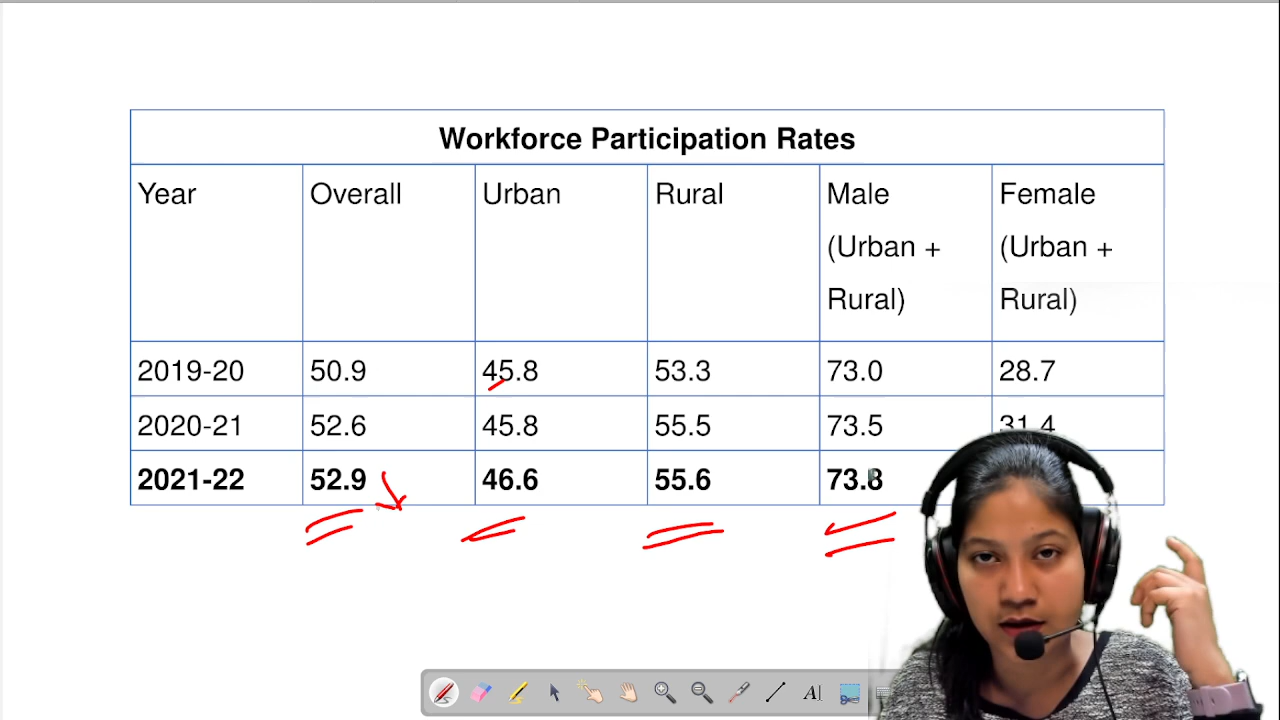 Workforce Participation Rates
Year Overall Urban Rural Male Female
(Urban + (Urban +
Rural) Rural)
2019-20 50.9 45.8 53.3 73.0 28.7
2020-21 52.6 45.8 55.5 73.5 31.4
2021-22 52.9 46.6 55.6 73.8
A